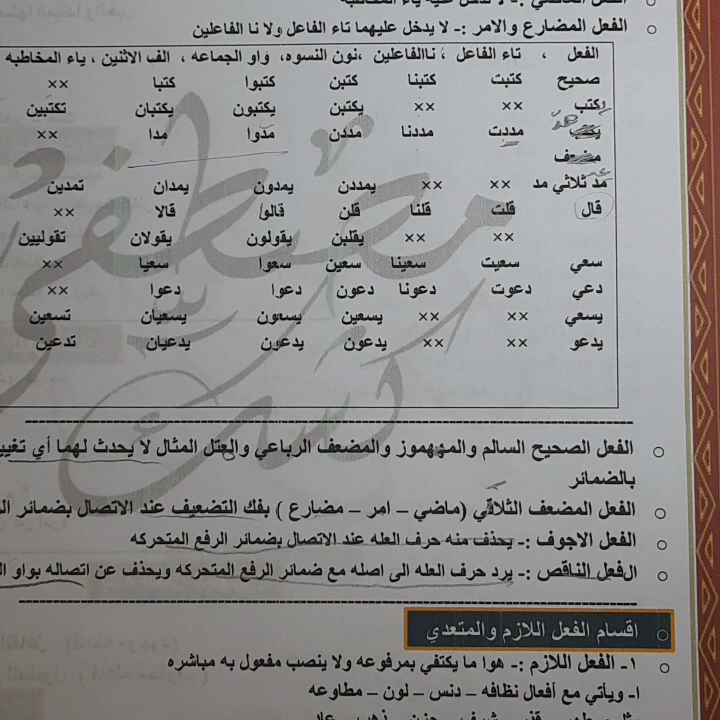 الفعل المضارع والامر :- لا يدخل عليهما تاء الفاعل ولا نا الفاعلين
الفعل ، تاء الفاعل ، ناالفاعلين ،نون النسوه، واو الجماعه ، الف الاثنين ، ياء المخاطبه
صحيح كتبت كتبنا كتبن كتبوا كتبا ××
يكتب ×× ×× يكتبن يكتبون يكتبان تكتبين
مددت مددنا مددن مدوا مدا ××
مضعف
مد ثلاثي مد ×× ×× يمددن يمدون يمدان تمدين
قال قلت قلنا قلن قالوا قالا ××
×× ×× يقلبن يقولون يقولان تقوليين
سعي سعيت سعينا سعين سعوا سعيا ××
دعي دعوت دعونا دعون دعوا دعوا ××
يسعي ×× ×× يسعين يسعون يسعيان تسعين
يدعو ×× ×× يدعون يدعون يدعيان تدعين
الفعل الصحيح السالم والمهموز والمضعف الرباعي والعتل المثال لا يحدث لهما أي
بالضمائر
الفعل المضعف الثلاثي (ماضي – امر – مضارع ) بفك التضعيف عند الاتصال بضمائر
الفعل الاجوف :- يحذف منه حرف العله عند الاتصال بضمائر الرفع المتحركه
الفعل الناقص :- يرد حرف العله الى اصله مع ضمائر الرفع المتحركه ويحذف عن اتصاله بواو
اقسام الفعل اللازم والمتعدي
١- الفعل اللازم :- هوا ما يكتفي بمرفوعه ولا ينصب مفعول به مباشره
ا- ويأتي مع أفعال نظافه – دنس – لون – مطاوعه